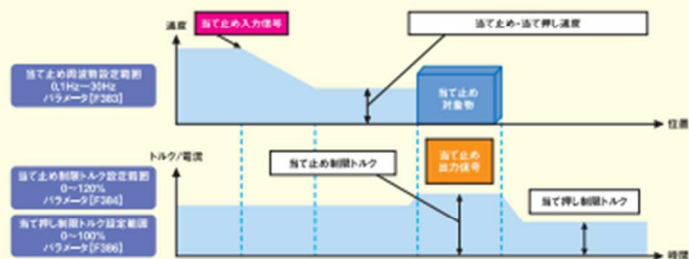 速度
当て止め入力信号
当て止め・当て押し速度
当て止め周波数設定範囲
0.1Hz―30Hz
パラメータ[F383]
当て止め
対象物
位置
トルク/電流
当て止め制限トルク設定範囲
0～120%
パラメータ[F384]
当て止め制限トルク
当て止め
出力信号
当て押し制限トルク
当て押し制限トルク設定範囲
0～100%
パラメータ[F386]
時間